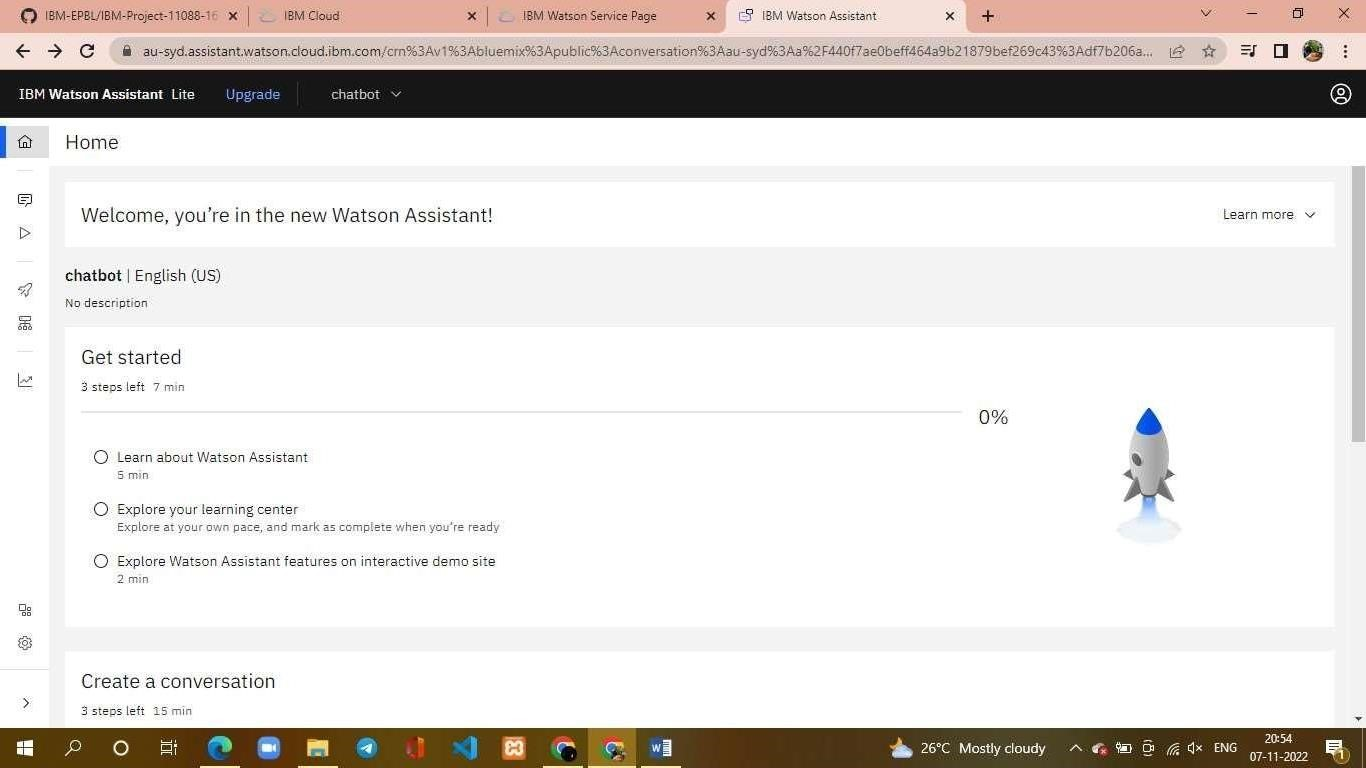 IBM-EPBL/IBM-Project-11088-16
IBM Cloud
IBM Watson Service Page
IBM Watson Assistant
au-syd.assistant.watson.cloud.ibm.com/crn%3Av1%3Abluemix%3Apublic%3Aconversation%3Aau-syd%3Aa%2F440f7ae0beff464a9b21879bef269c43%3Adf7b206a...
IBM Watson Assistant Lite
Upgrade
chatbot
Home
Welcome, you’re in the new Watson Assistant!
Learn more
chatbot | English (US)
No description
Get started
3 steps left 7 min
0%
Learn about Watson Assistant
5 min
Explore your learning center
Explore at your own pace, and mark as complete when you’re ready
Explore Watson Assistant features on interactive demo site
2 min
Create a conversation
3 steps left 15 min
26°C Mostly cloudy
ENG
20:54
07-11-2022
1